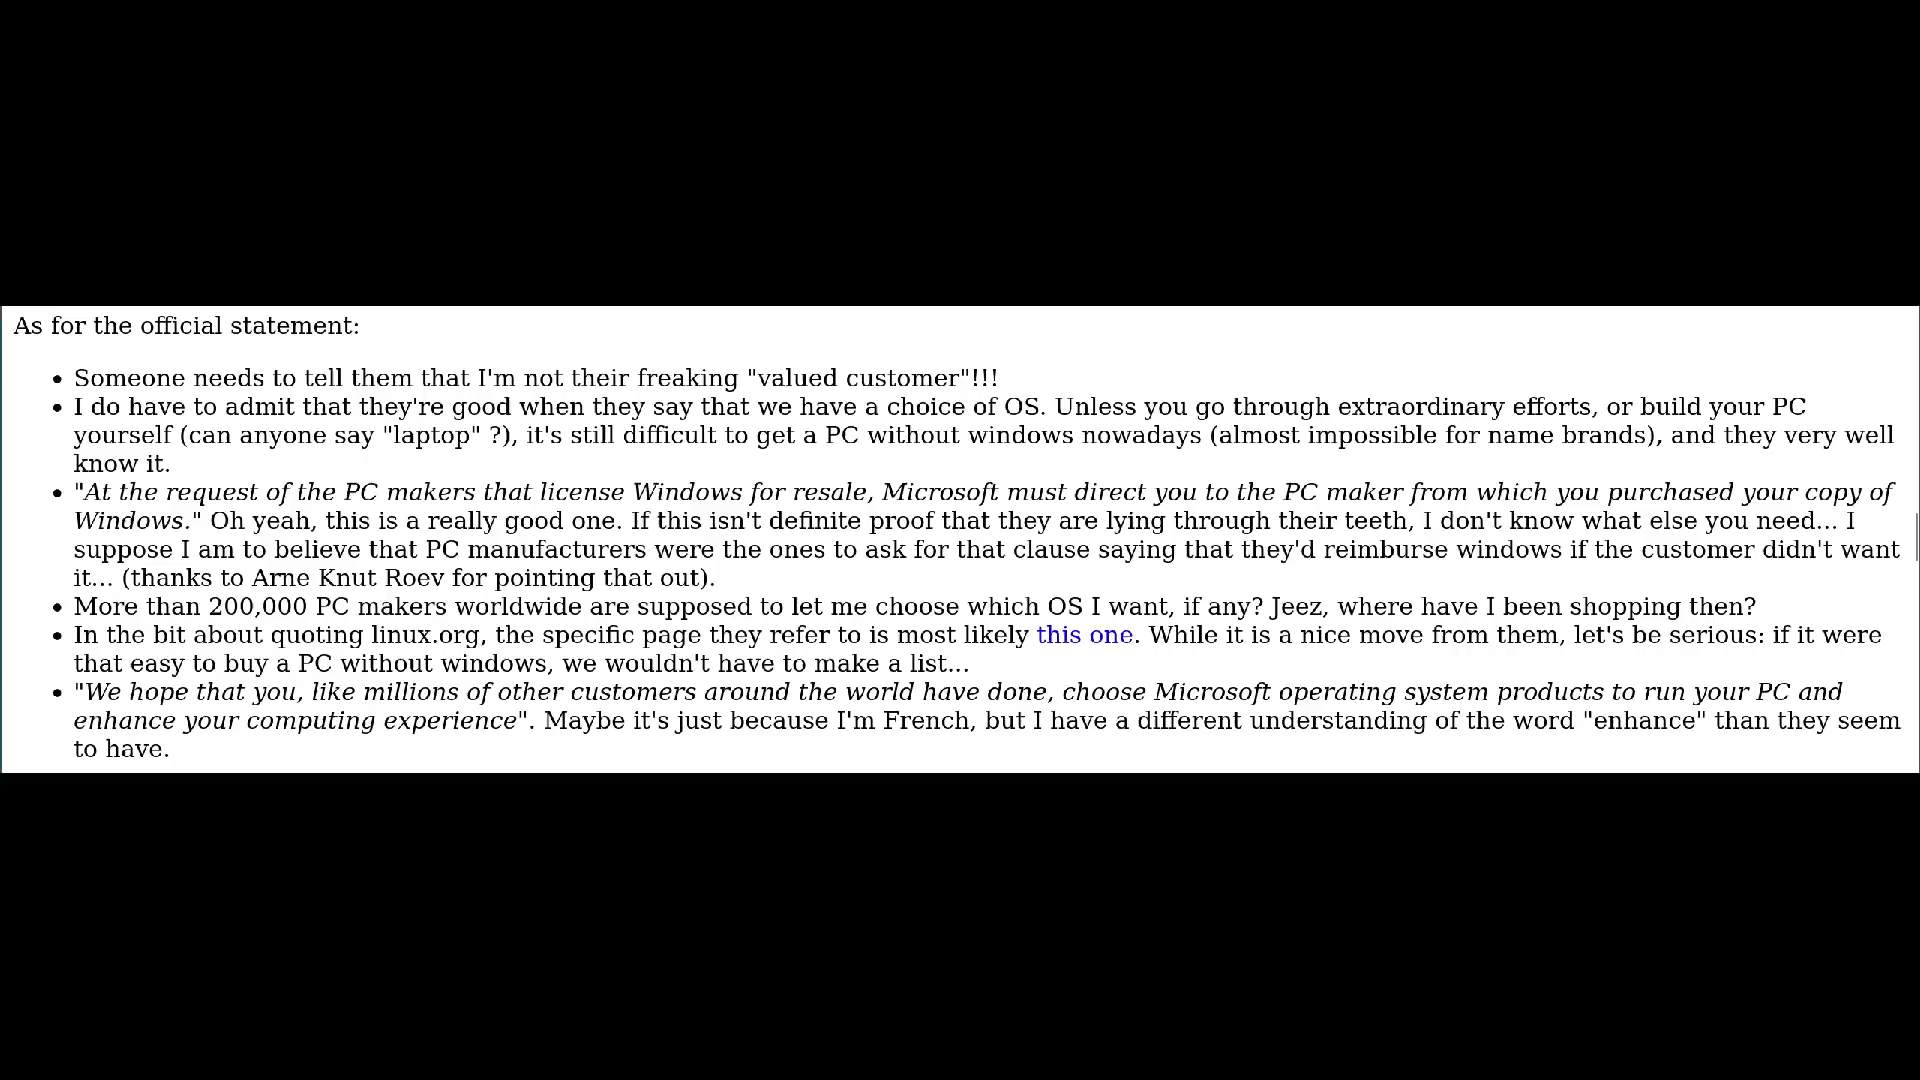 As for the official statement:
• Someone needs to tell them that I'm not their freaking "valued customer"!!!
• I do have to admit that they're good when they say that we have a choice of OS. Unless you go through extraordinary efforts, or build your PC
yourself (can anyone say "laptop" ?), it's still difficult to get a PC without windows nowadays (almost impossible for name brands), and they very well
know it.
• "At the request of the PC makers that license Windows for resale, Microsoft must direct you to the PC maker from which you purchased your copy of
Windows." Oh yeah, this is a really good one. If this isn't definite proof that they are lying through their teeth, I don't know what else you need... I
suppose I am to believe that PC manufacturers were the ones to ask for that clause saying that they'd reimburse windows if the customer didn't want
it... (thanks to Arne Knut Roev for pointing that out).
• More than 200,000 PC makers worldwide are supposed to let me choose which OS I want, if any? Jeez, where have I been shopping then?
• In the bit about quoting linux.org, the specific page they refer to is most likely this one. While it is a nice move from them, let's be serious: if it were
that easy to buy a PC without windows, we wouldn't have to make a list...
• "We hope that you, like millions of other customers around the world have done, choose Microsoft operating system products to run your PC and
enhance your computing experience". Maybe it's just because I'm French, but I have a different understanding of the word "enhance" than they seem
to have.